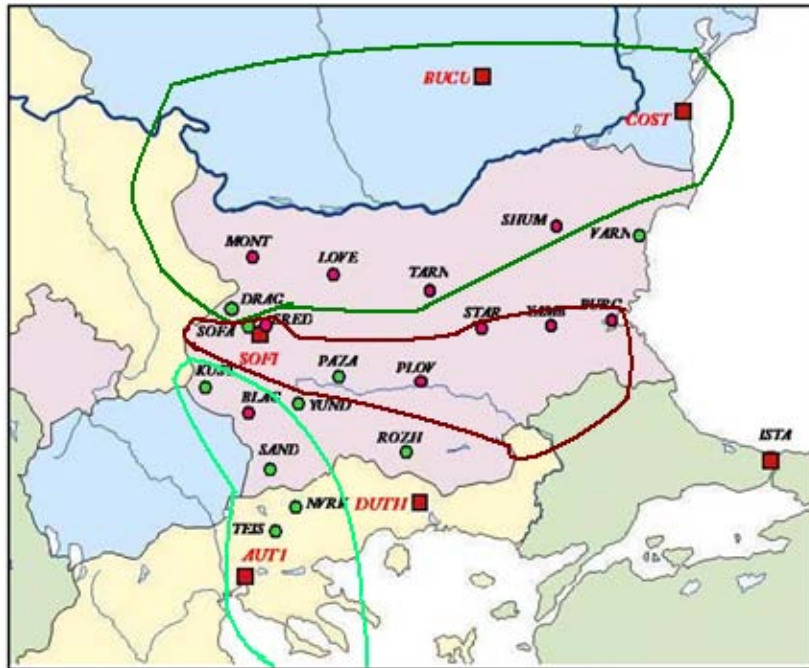 BUCU
COST
SHUM
VARN
MONT
LOVE
TARN
DRAG
BURG
SOFA
SRED
STAR
YAMB
SOFI
KUST
PAZA
PLOV
BLAG
YUND
ISTA
SAND
ROZH
NVRK
DUTH
TEIS
AUT1